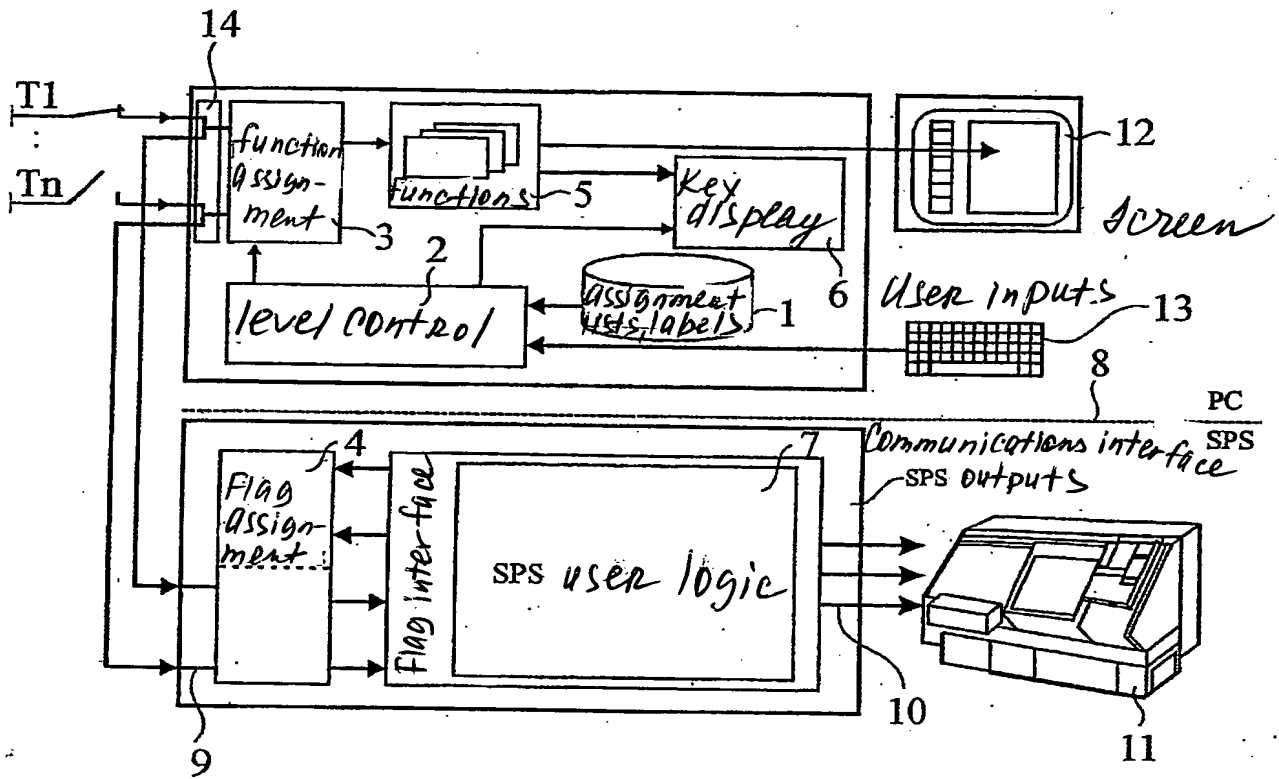 14
T1
Tn
function
assign-
ment
3
functions
5
key
display
6
12
Screen
2
level control
assignment
lists, labels
1
User inputs
13
8
PC
SPS
Communications interface
4
Flag
assign-
ment
Flag interface
7
SPS user logic
SPS outputs
9
10
11